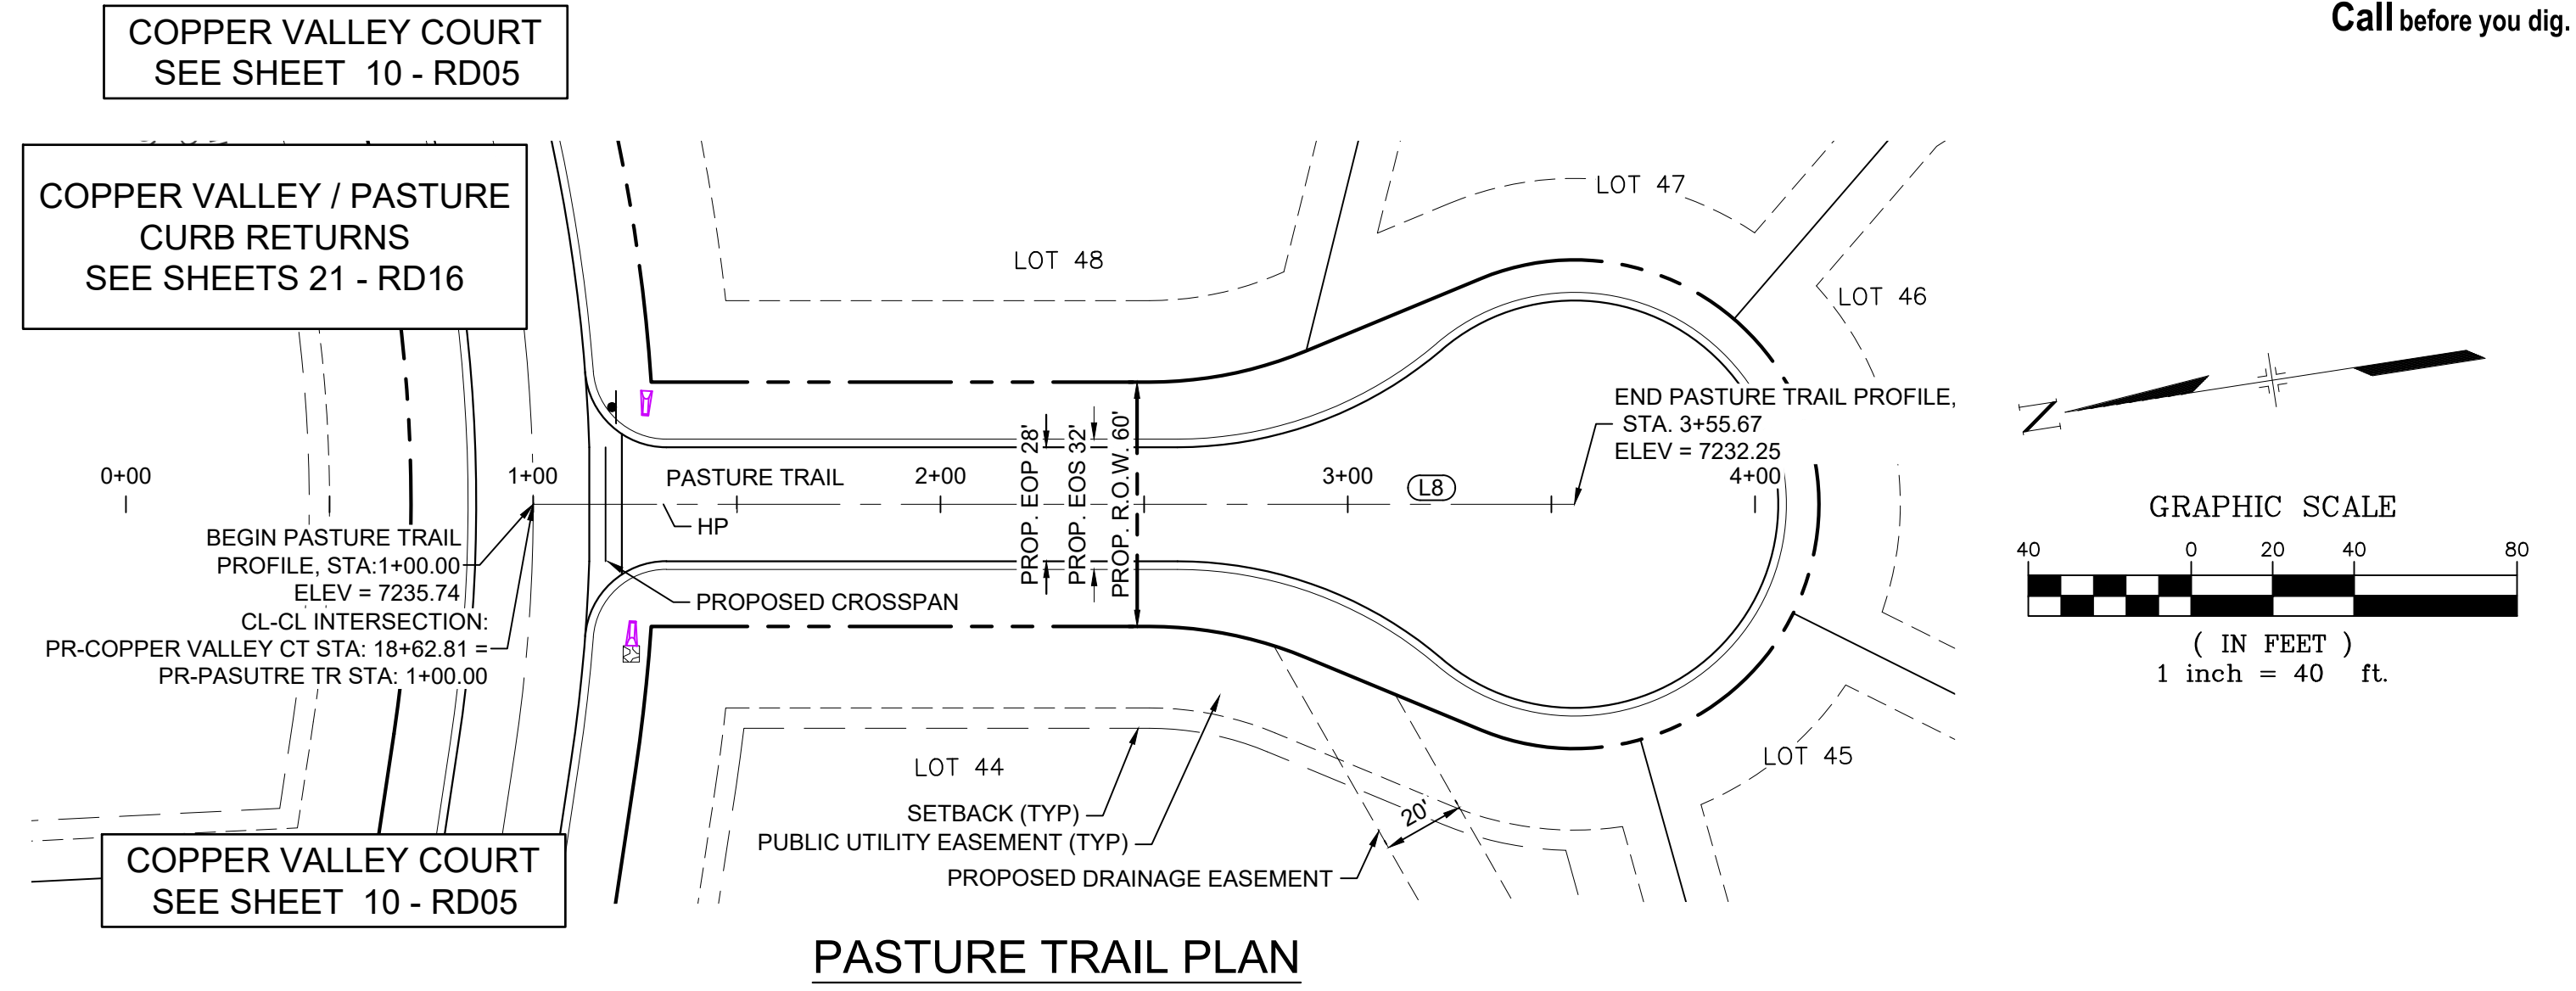 Call before you dig.
COPPER VALLEY COURT
SEE SHEET  10 - RD05
COPPER VALLEY / PASTURE
CURB RETURNS
SEE SHEETS 21 - RD16
LOT 47
LOT 48
LOT 46
END PASTURE TRAIL PROFILE,
STA. 3+55.67
ELEV = 7232.25
N
0+00
1+00
PASTURE TRAIL
2+00
PROP. EOP 28'
PROP. EOS 32'
PROP. R.O.W. 60'
3+00
L8
4+00
HP
BEGIN PASTURE TRAIL
PROFILE, STA:1+00.00
ELEV = 7235.74
CL-CL INTERSECTION:
PR-COPPER VALLEY CT STA: 18+62.81 =
PR-PASUTRE TR STA: 1+00.00
PROPOSED CROSSPAN
GRAPHIC SCALE
40 0 20 40 80
( IN FEET )
1 inch = 40 ft.
LOT 44
LOT 45
SETBACK (TYP)
PUBLIC UTILITY EASEMENT (TYP)
PROPOSED DRAINAGE EASEMENT
20'
COPPER VALLEY COURT
SEE SHEET  10 - RD05
PASTURE TRAIL PLAN